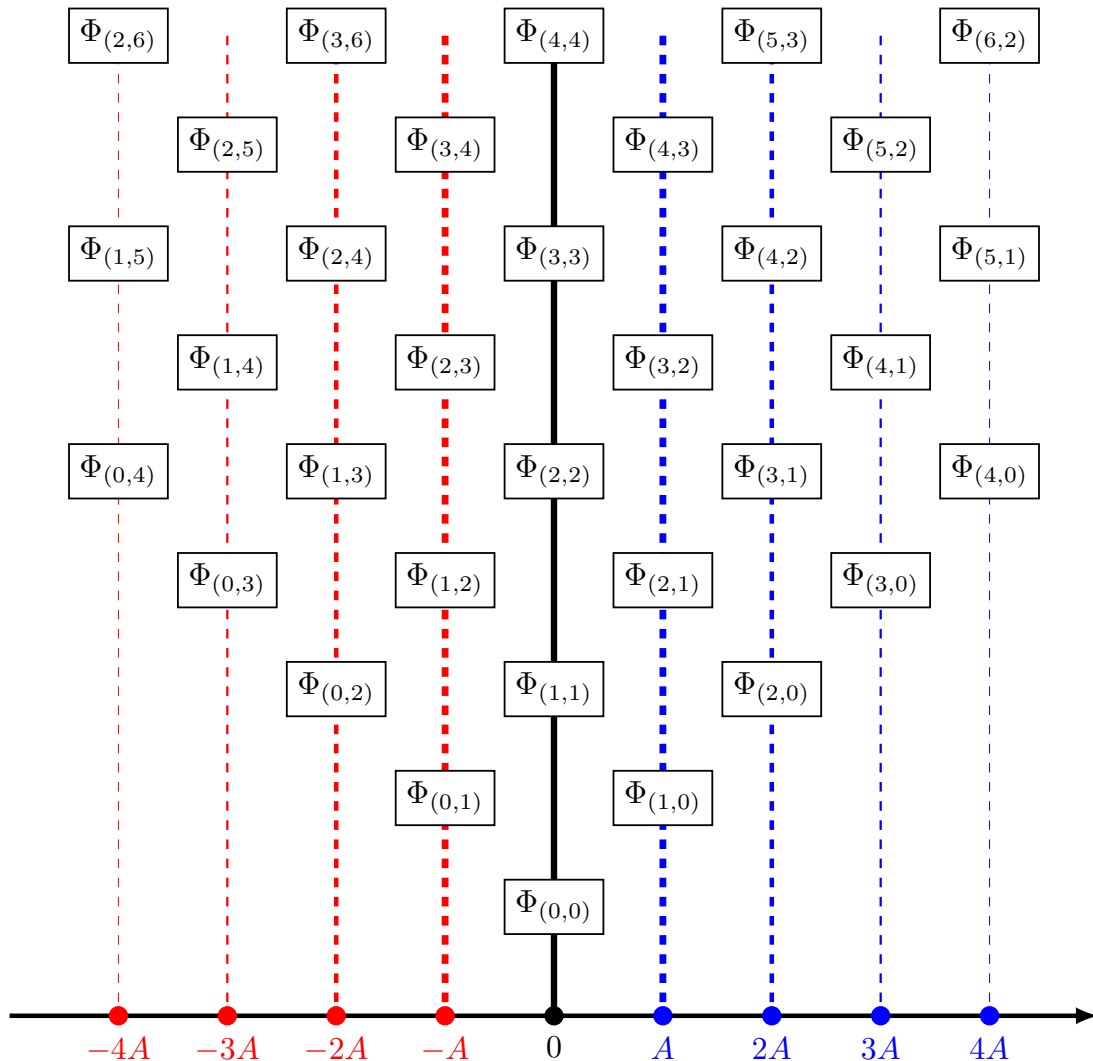 Φ(2,6) Φ(3,6) Φ(4,4) Φ(5,3) Φ(6,2)
Φ(2,5) Φ(3,4) Φ(4,3) Φ(5,2)
Φ(1,5) Φ(2,4) Φ(3,3) Φ(4,2) Φ(5,1)
Φ(1,4) Φ(2,3) Φ(3,2) Φ(4,1)
Φ(0,4) Φ(1,3) Φ(2,2) Φ(3,1) Φ(4,0)
Φ(0,3) Φ(1,2) Φ(2,1) Φ(3,0)
Φ(0,2) Φ(1,1) Φ(2,0)
Φ(0,1) Φ(1,0)
Φ(0,0)
−4A −3A −2A −A 0 A 2A 3A 4A